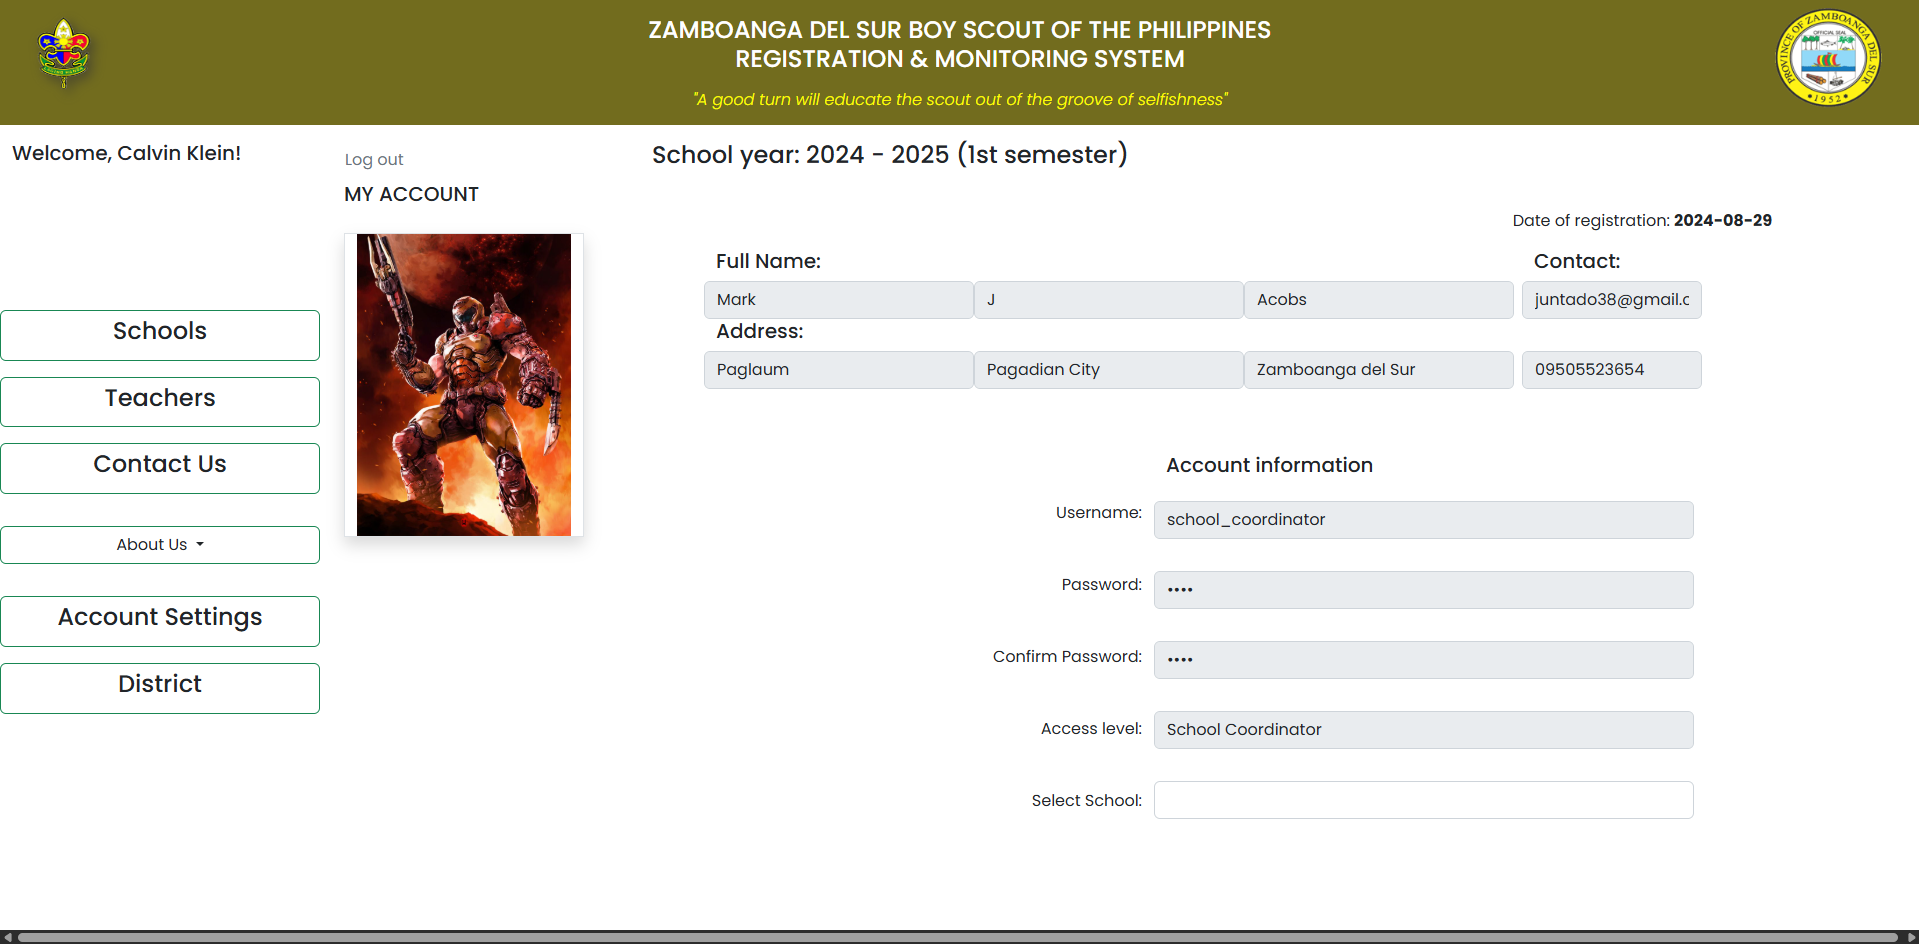 ZAMBOANGA DEL SUR BOY SCOUT OF THE PHILIPPINES
REGISTRATION & MONITORING SYSTEM
"A good turn will educate the scout out of the groove of selfishness"
PROVINCE OF ZAMBOANGA DEL SUR
OFFICIAL SEAL
1952
Welcome, Calvin Klein!
Log out
MY ACCOUNT
School year: 2024 - 2025 (1st semester)
Date of registration: 2024-08-29
Schools
Teachers
Contact Us
About Us
Account Settings
District
Full Name:
Contact:
Mark
J
Acobs
juntado38@gmail.c
Address:
Paglaum
Pagadian City
Zamboanga del Sur
09505523654
Account information
Username:
school_coordinator
Password:
••••
Confirm Password:
••••
Access level:
School Coordinator
Select School: